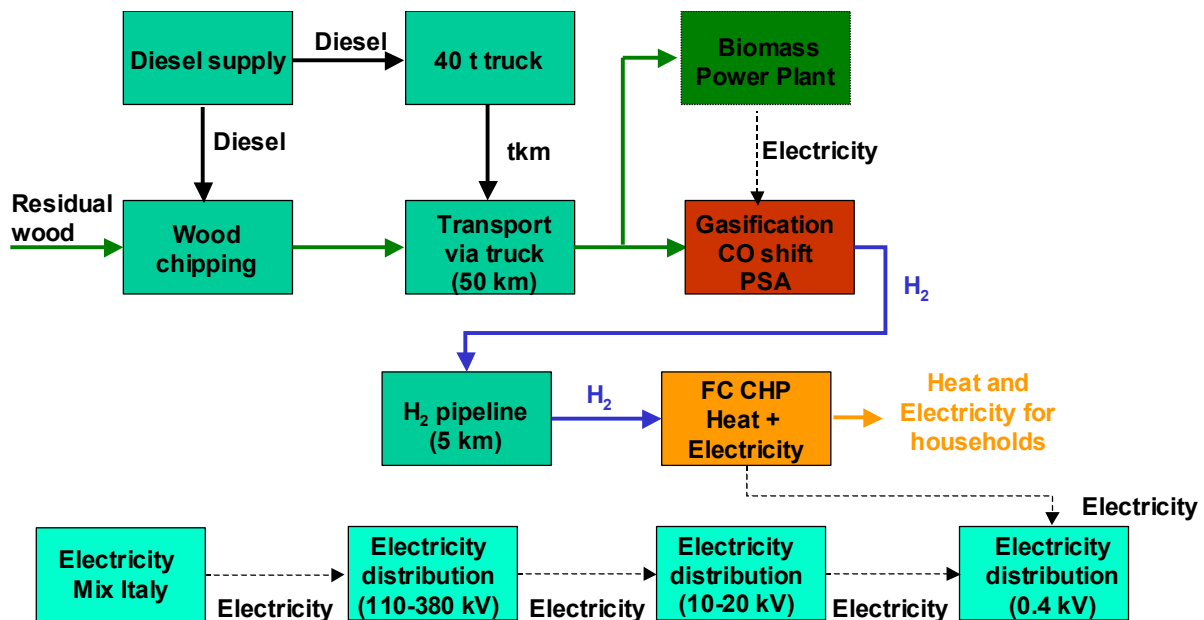 Diesel supply
Diesel
40 t truck
Biomass
Power Plant
Diesel
tkm
Electricity
Residual
wood
Wood
chipping
Transport
via truck
(50 km)
Gasification
CO shift
PSA
H₂
H₂ pipeline
(5 km)
H₂
FC CHP
Heat +
Electricity
Heat and
Electricity for
households
Electricity
Electricity
Mix Italy
Electricity
Electricity
distribution
(110-380 kV)
Electricity
Electricity
distribution
(10-20 kV)
Electricity
Electricity
distribution
(0.4 kV)